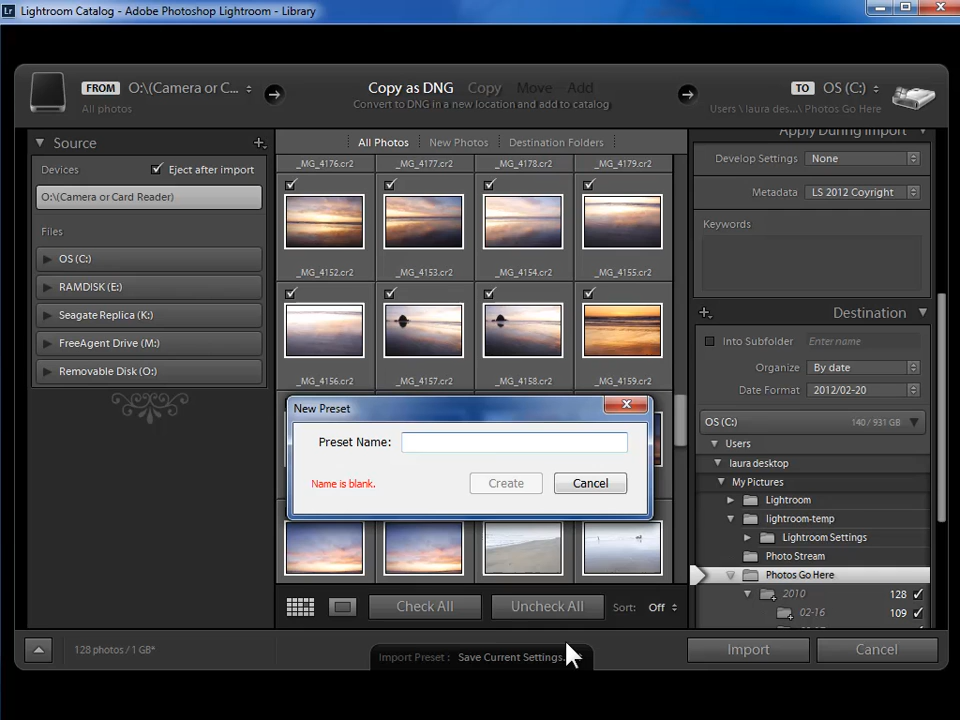 Lr Lightroom Catalog - Adobe Photoshop Lightroom - Library
FROM O:\(Camera or C...
All photos
Copy as DNG Copy Move Add
Convert to DNG in a new location and add to catalog
TO OS (C:)
Users \ laura des...\ Photos Go Here
Source
Devices Eject after import
O:\(Camera or Card Reader)
Files
OS (C:)
RAMDISK (E:)
Seagate Replica (K:)
FreeAgent Drive (M:)
Removable Disk (O:)
All Photos New Photos Destination Folders
_MG_4176.cr2 _MG_4177.cr2 _MG_4178.cr2 _MG_4179.cr2
_MG_4152.cr2 _MG_4153.cr2 _MG_4154.cr2 _MG_4155.cr2
_MG_4156.cr2 _MG_4157.cr2 _MG_4158.cr2 _MG_4159.cr2
New Preset
Preset Name:
Name is blank.
Create Cancel
Check All Uncheck All Sort: Off
Apply During Import
Develop Settings None
Metadata LS 2012 Coyright
Keywords
Destination
Into Subfolder Enter name
Organize By date
Date Format 2012/02-20
OS (C:) 140 / 931 GB
Users
laura desktop
My Pictures
Lightroom
lightroom-temp
Lightroom Settings
Photo Stream
Photos Go Here
2010 128
02-16 109
128 photos / 1 GB*
Import Preset : Save Current Settings...
Import Cancel